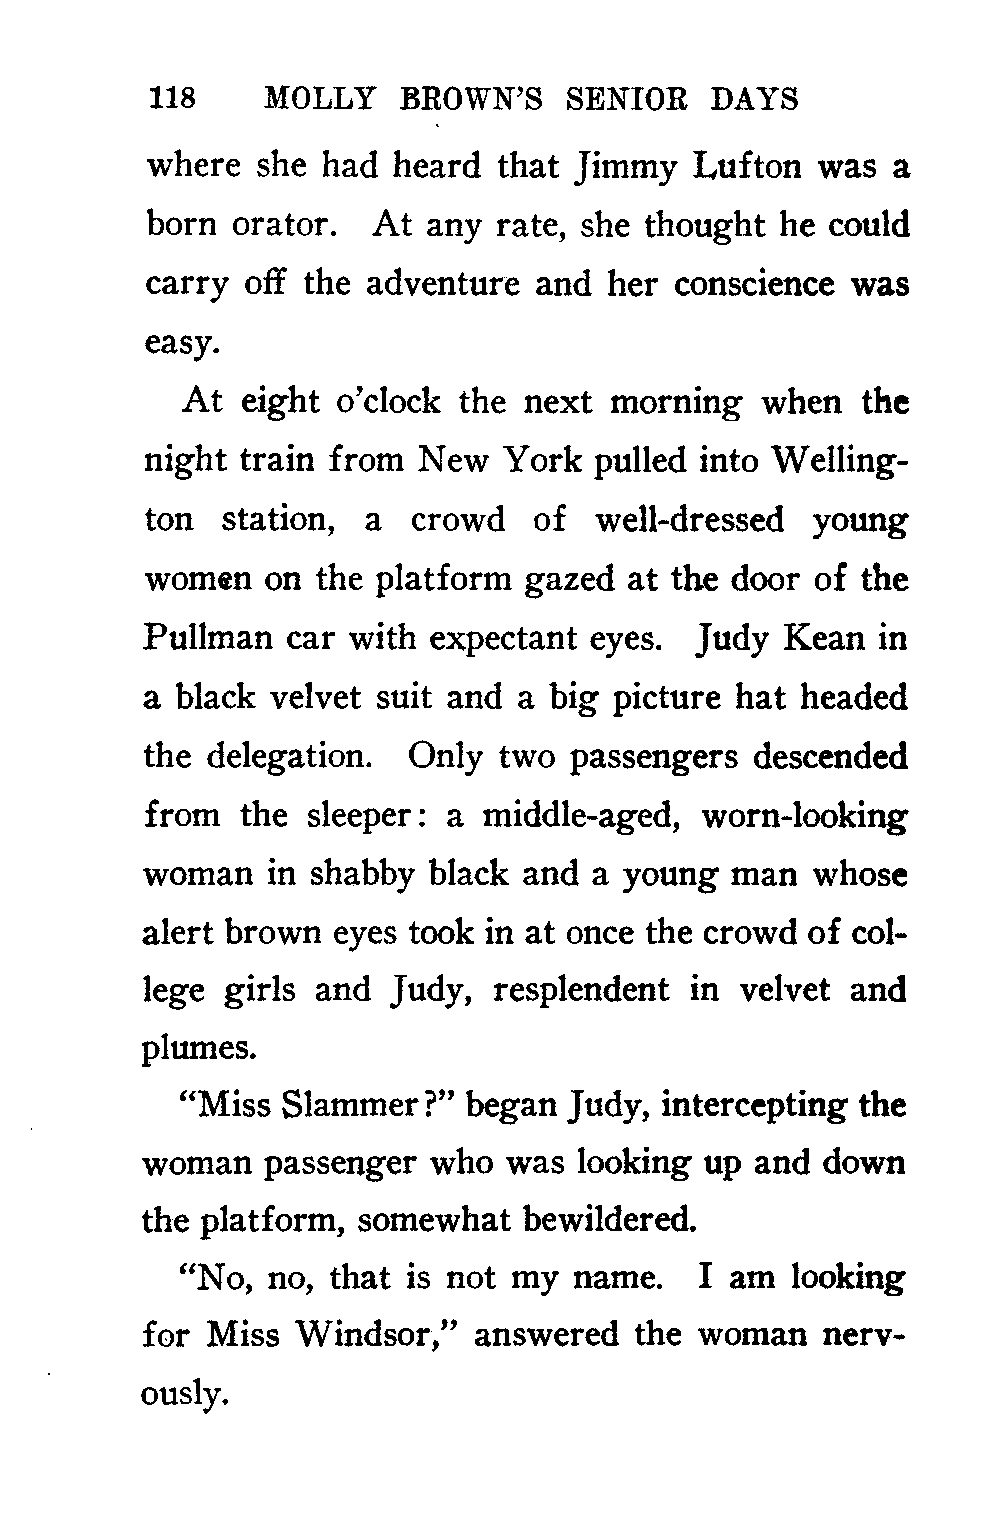 118 MOLLY BROWN'S SENIOR DAYS
where she had heard that Jimmy Lufton was a
born orator. At any rate, she thought he could
carry off the adventure and her conscience was
easy.
At eight o'clock the next morning when the
night train from New York pulled into Welling-
ton station, a crowd of well-dressed young
women on the platform gazed at the door of the
Pullman car with expectant eyes. Judy Kean in
a black velvet suit and a big picture hat headed
the delegation. Only two passengers descended
from the sleeper: a middle-aged, worn-looking
woman in shabby black and a young man whose
alert brown eyes took in at once the crowd of col-
lege girls and Judy, resplendent in velvet and
plumes.
"Miss Slammer?" began Judy, intercepting the
woman passenger who was looking up and down
the platform, somewhat bewildered.
"No, no, that is not my name. I am looking
for Miss Windsor," answered the woman nerv-
ously.